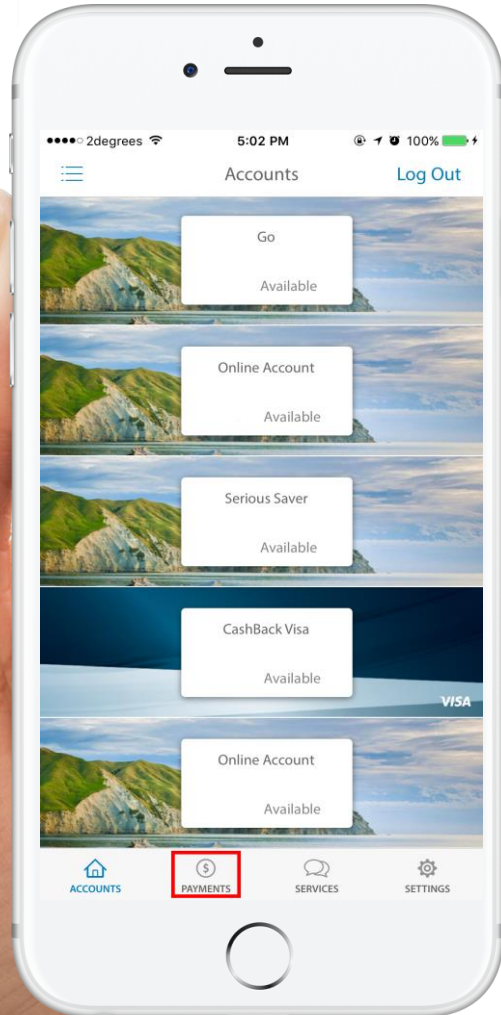 2degrees 5:02 PM 100%
Accounts Log Out
Go
Available
Online Account
Available
Serious Saver
Available
CashBack Visa
Available
VISA
Online Account
Available
$
ACCOUNTS PAYMENTS SERVICES SETTINGS